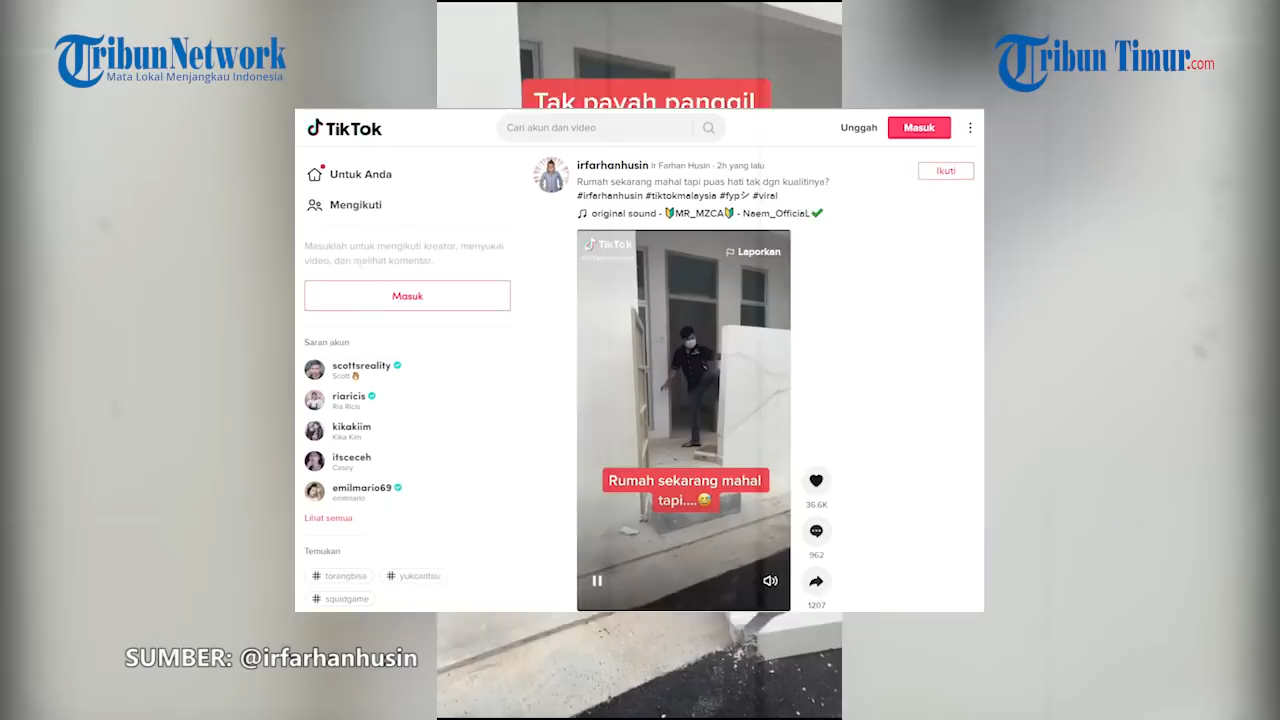 TribunNetwork
Mata Lokal Menjangkau Indonesia
Tribun Timur.com
Tak payah panggil
TikTok
Cari akun dan video
Unggah
Masuk
Untuk Anda
Mengikuti
Masuklah untuk mengikuti kreator, menyukai
video, dan melihat komentar.
Masuk
Saran akun
scottsreality
Scott
riaricis
Ria Ricis
kikakiim
Kika Kim
itsceceh
Casey
emilmario69
emilmario
Lihat semua
Temukan
# torangbisa
# yukcaritau
# squidgame
irfarhanhusin Ir Farhan Husin · 2h yang lalu
Ikuti
Rumah sekarang mahal tapi puas hati tak dgn kualitinya?
#irfarhanhusin #tiktokmalaysia #fypシ #viral
original sound - 🔰MR_MZCA🔰 - Naem_OfficiaL✔
TikTok
Laporkan
Rumah sekarang mahal
tapi....😅
36.6K
962
1207
SUMBER: @irfarhanhusin